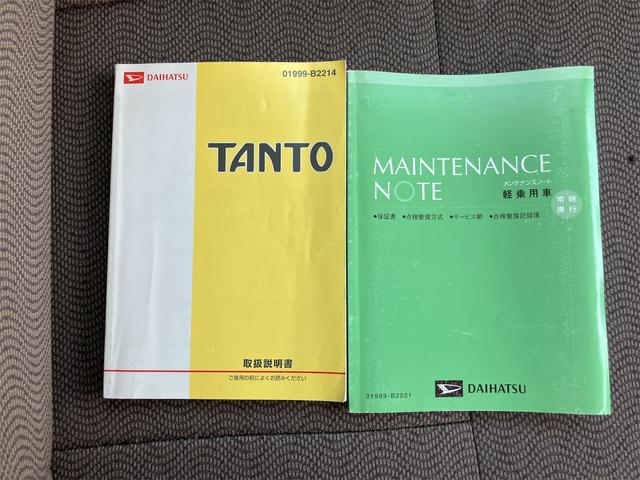 DAIHATSU
01999-B2214
TANTO
取扱説明書
ご使用の前によくお読みください
MAINTENANCE
NOTE
メンテナンスノート
軽乗用車
常時
携行
●保証書 ●点検整備方式 ●サービス網 ●点検整備記録簿
01989-B2021
DAIHATSU